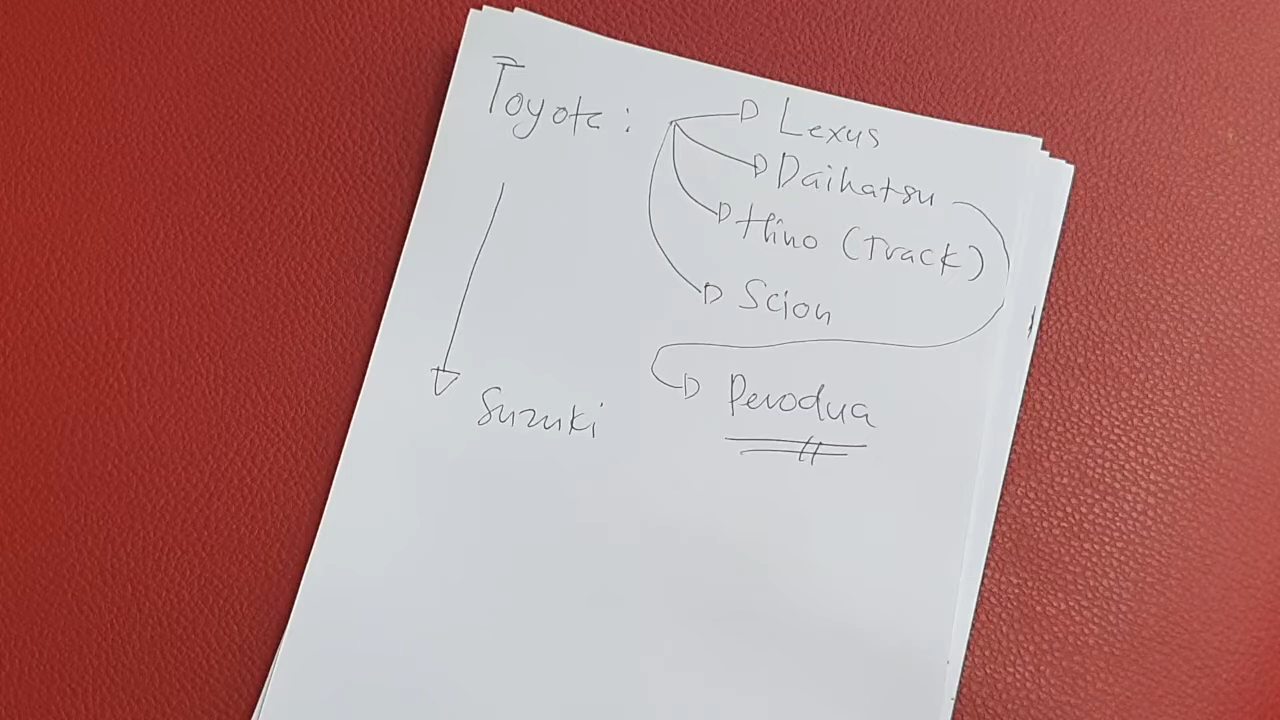 Toyota :
Lexus
Daihatsu
Hino (Track)
Scion
Suzuki
Perodua